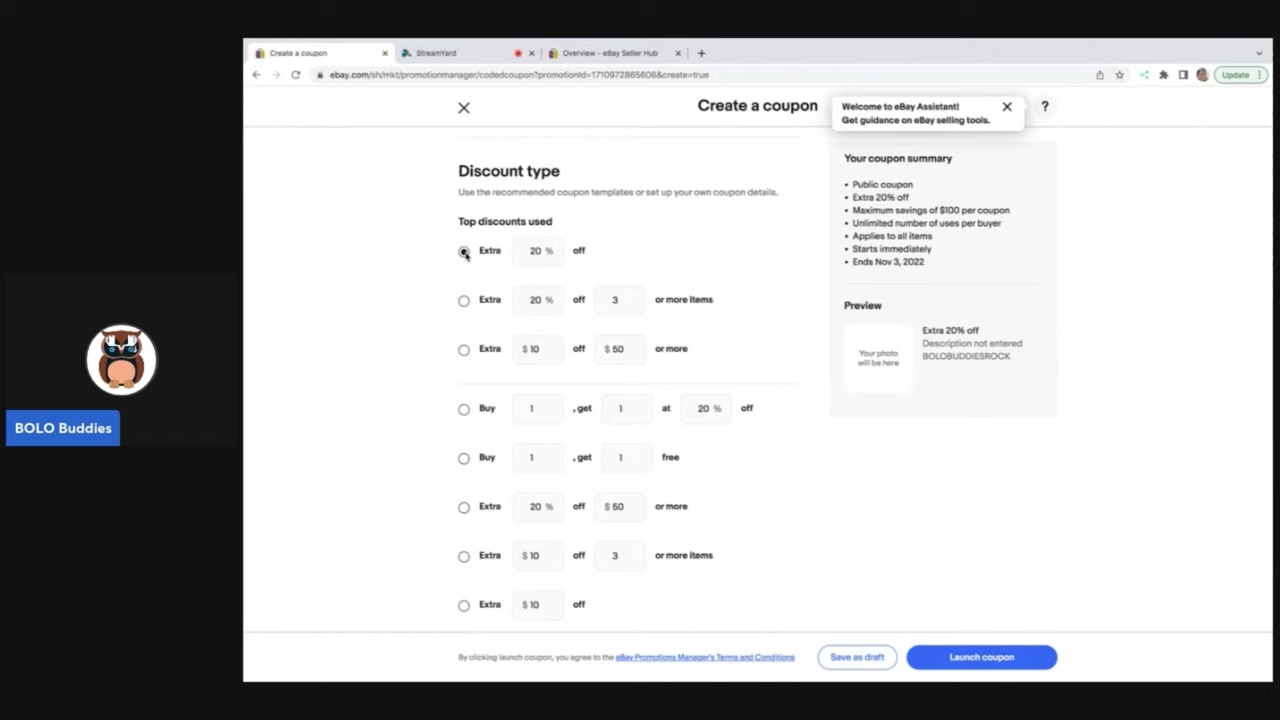 Create a coupon
StreamYard
Overview - eBay Seller Hub
ebay.com/sh/mkt/promotionmanager/codedcoupon?promotionId=1710972865606&create=true
Update
Create a coupon
Welcome to eBay Assistant!
Get guidance on eBay selling tools.
?
Discount type
Use the recommended coupon templates or set up your own coupon details.
Top discounts used
Extra 20 % off
Extra 20 % off 3 or more items
Extra $ 10 off $ 50 or more
Buy 1 , get 1 at 20 % off
Buy 1 , get 1 free
Extra 20 % off $ 50 or more
Extra $ 10 off 3 or more items
Extra $ 10 off
Your coupon summary
• Public coupon
• Extra 20% off
• Maximum savings of $100 per coupon
• Unlimited number of uses per buyer
• Applies to all items
• Starts immediately
• Ends Nov 3, 2022
Preview
Your photo
will be here
Extra 20% off
Description not entered
BOLOBUDDIESROCK
BOLO Buddies
By clicking launch coupon, you agree to the eBay Promotions Manager's Terms and Conditions
Save as draft
Launch coupon